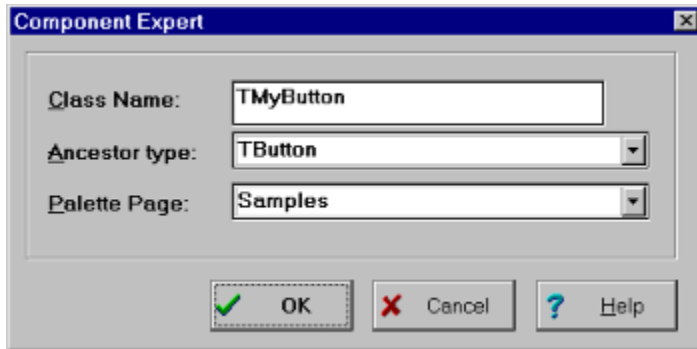 Component Expert
Class Name: TMyButton
Ancestor type: TButton
Palette Page: Samples
OK Cancel Help